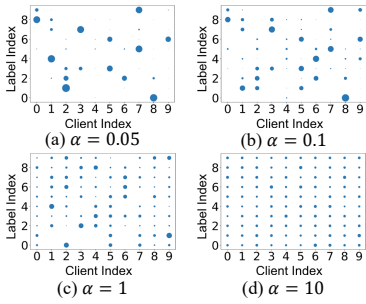 Label Index
8
6
4
2
0
0 1 2 3 4 5 6 7 8 9
Client Index
(a) α = 0.05
Label Index
8
6
4
2
0
0 1 2 3 4 5 6 7 8 9
Client Index
(b) α = 0.1
Label Index
8
6
4
2
0
0 1 2 3 4 5 6 7 8 9
Client Index
(c) α = 1
Label Index
8
6
4
2
0
0 1 2 3 4 5 6 7 8 9
Client Index
(d) α = 10